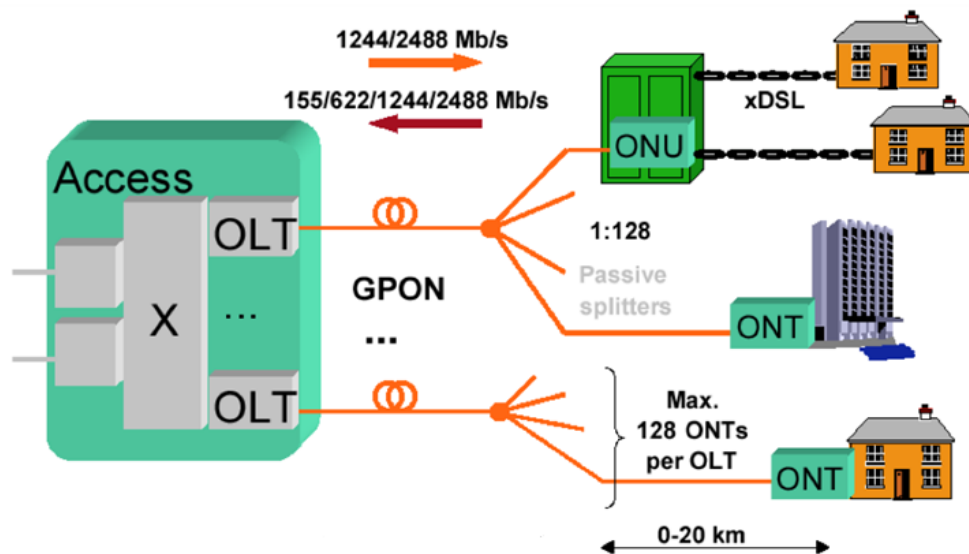 1244/2488 Mb/s
155/622/1244/2488 Mb/s
xDSL
ONU
Access
OLT
1:128
GPON
Passive
splitters
X
...
...
ONT
OLT
Max.
128 ONTs
per OLT
ONT
0-20 km